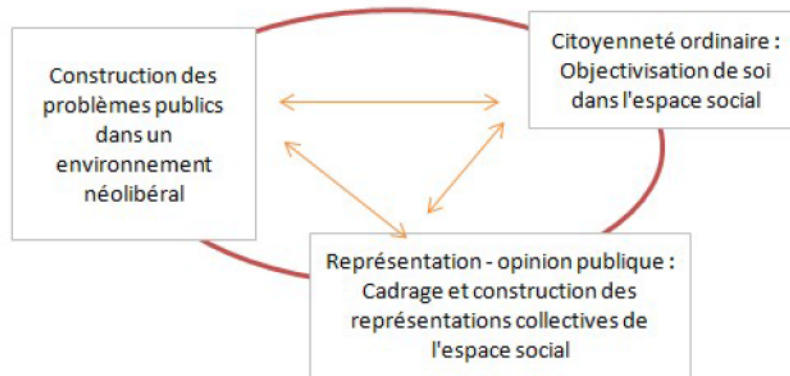 Construction des
problèmes publics
dans un
environnement
néolibéral
Citoyenneté ordinaire :
Objectivisation de soi
dans l'espace social
Représentation - opinion publique :
Cadrage et construction des
représentations collectives de
l'espace social